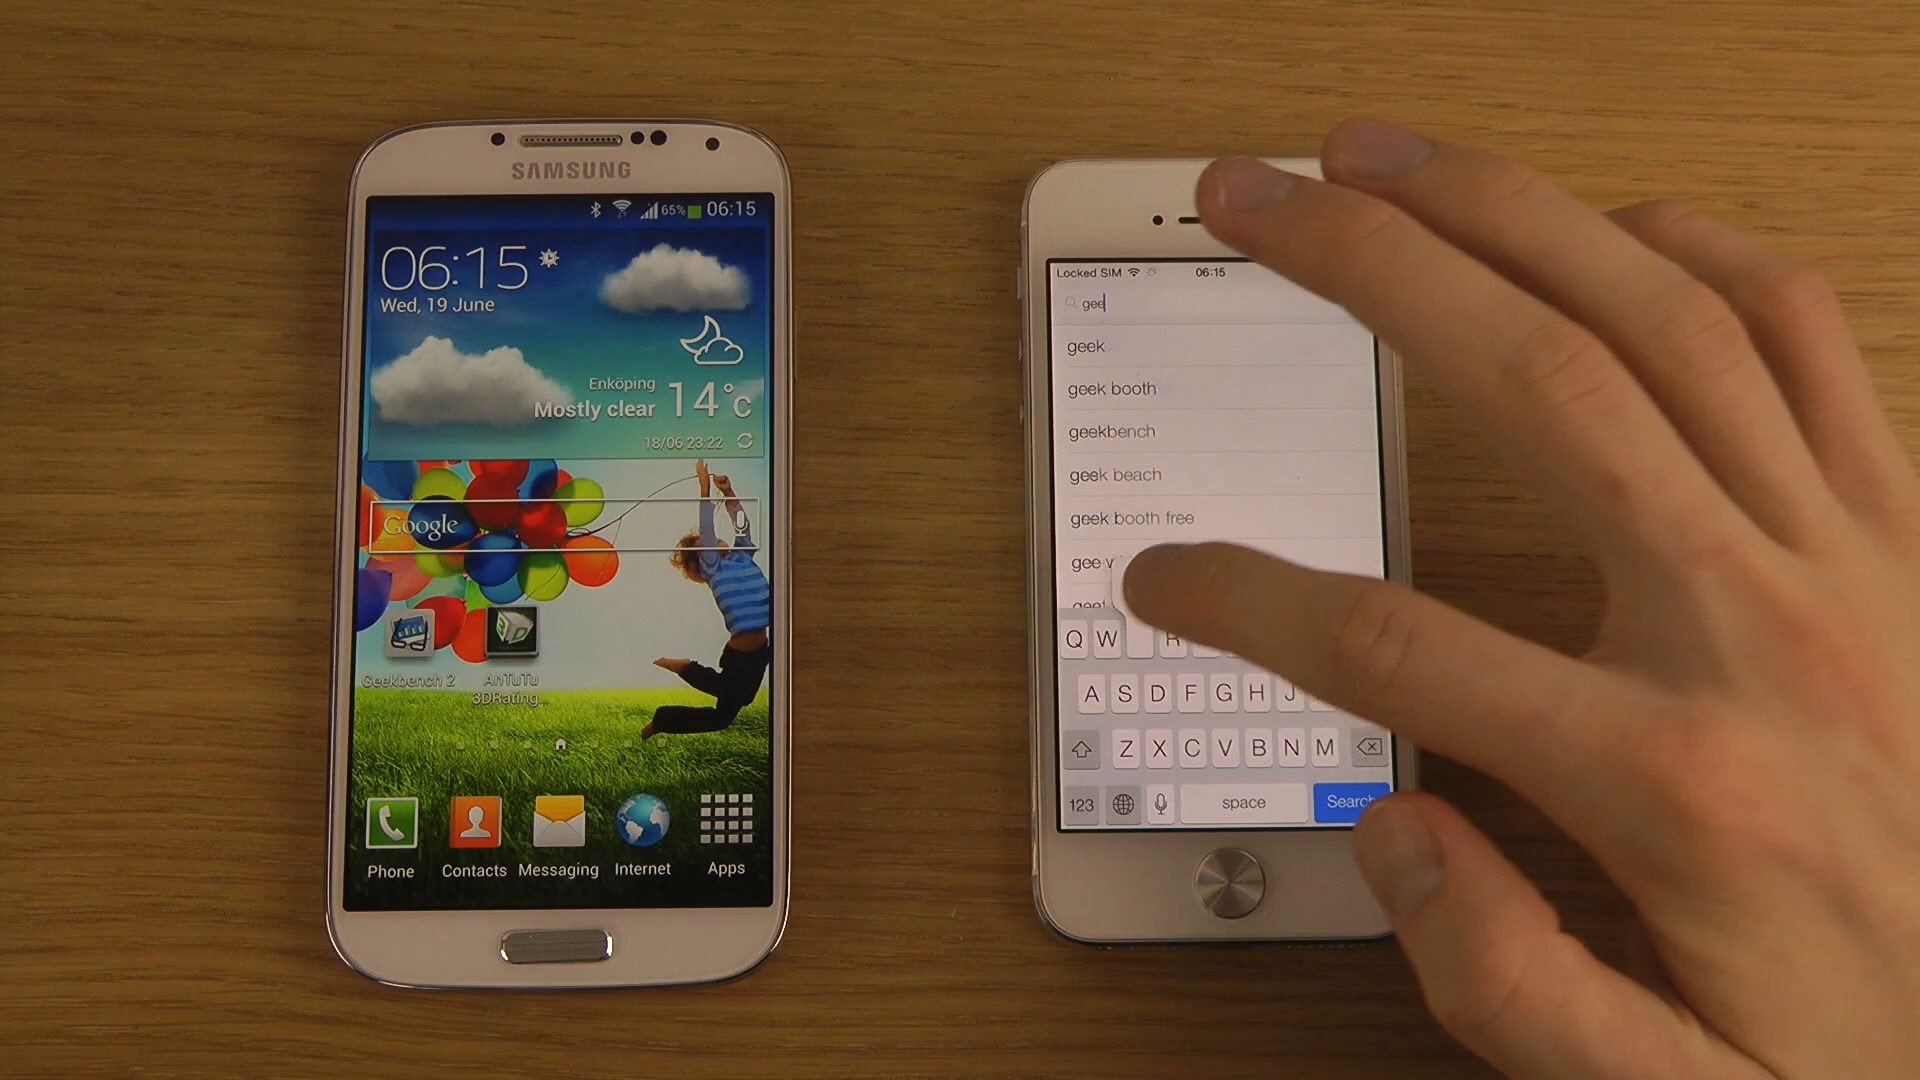 SAMSUNG
65% 06:15
06:15
Wed, 19 June
Enköping
Mostly clear 14°C
18/06 23:22
Google
Geekbench 2
AnTuTu
3DRating...
Phone
Contacts
Messaging
Internet
Apps
Locked SIM
06:15
gee
geek
geek booth
geekbench
geek beach
geek booth free
gee
Q W R
A S D F G H J
Z X C V B N M
123
space
Search